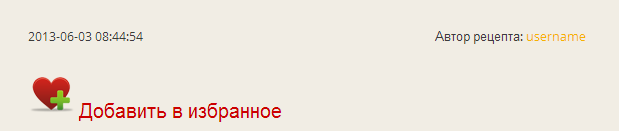 2013-06-03 08:44:54 Автор рецепта: username
Добавить в избранное